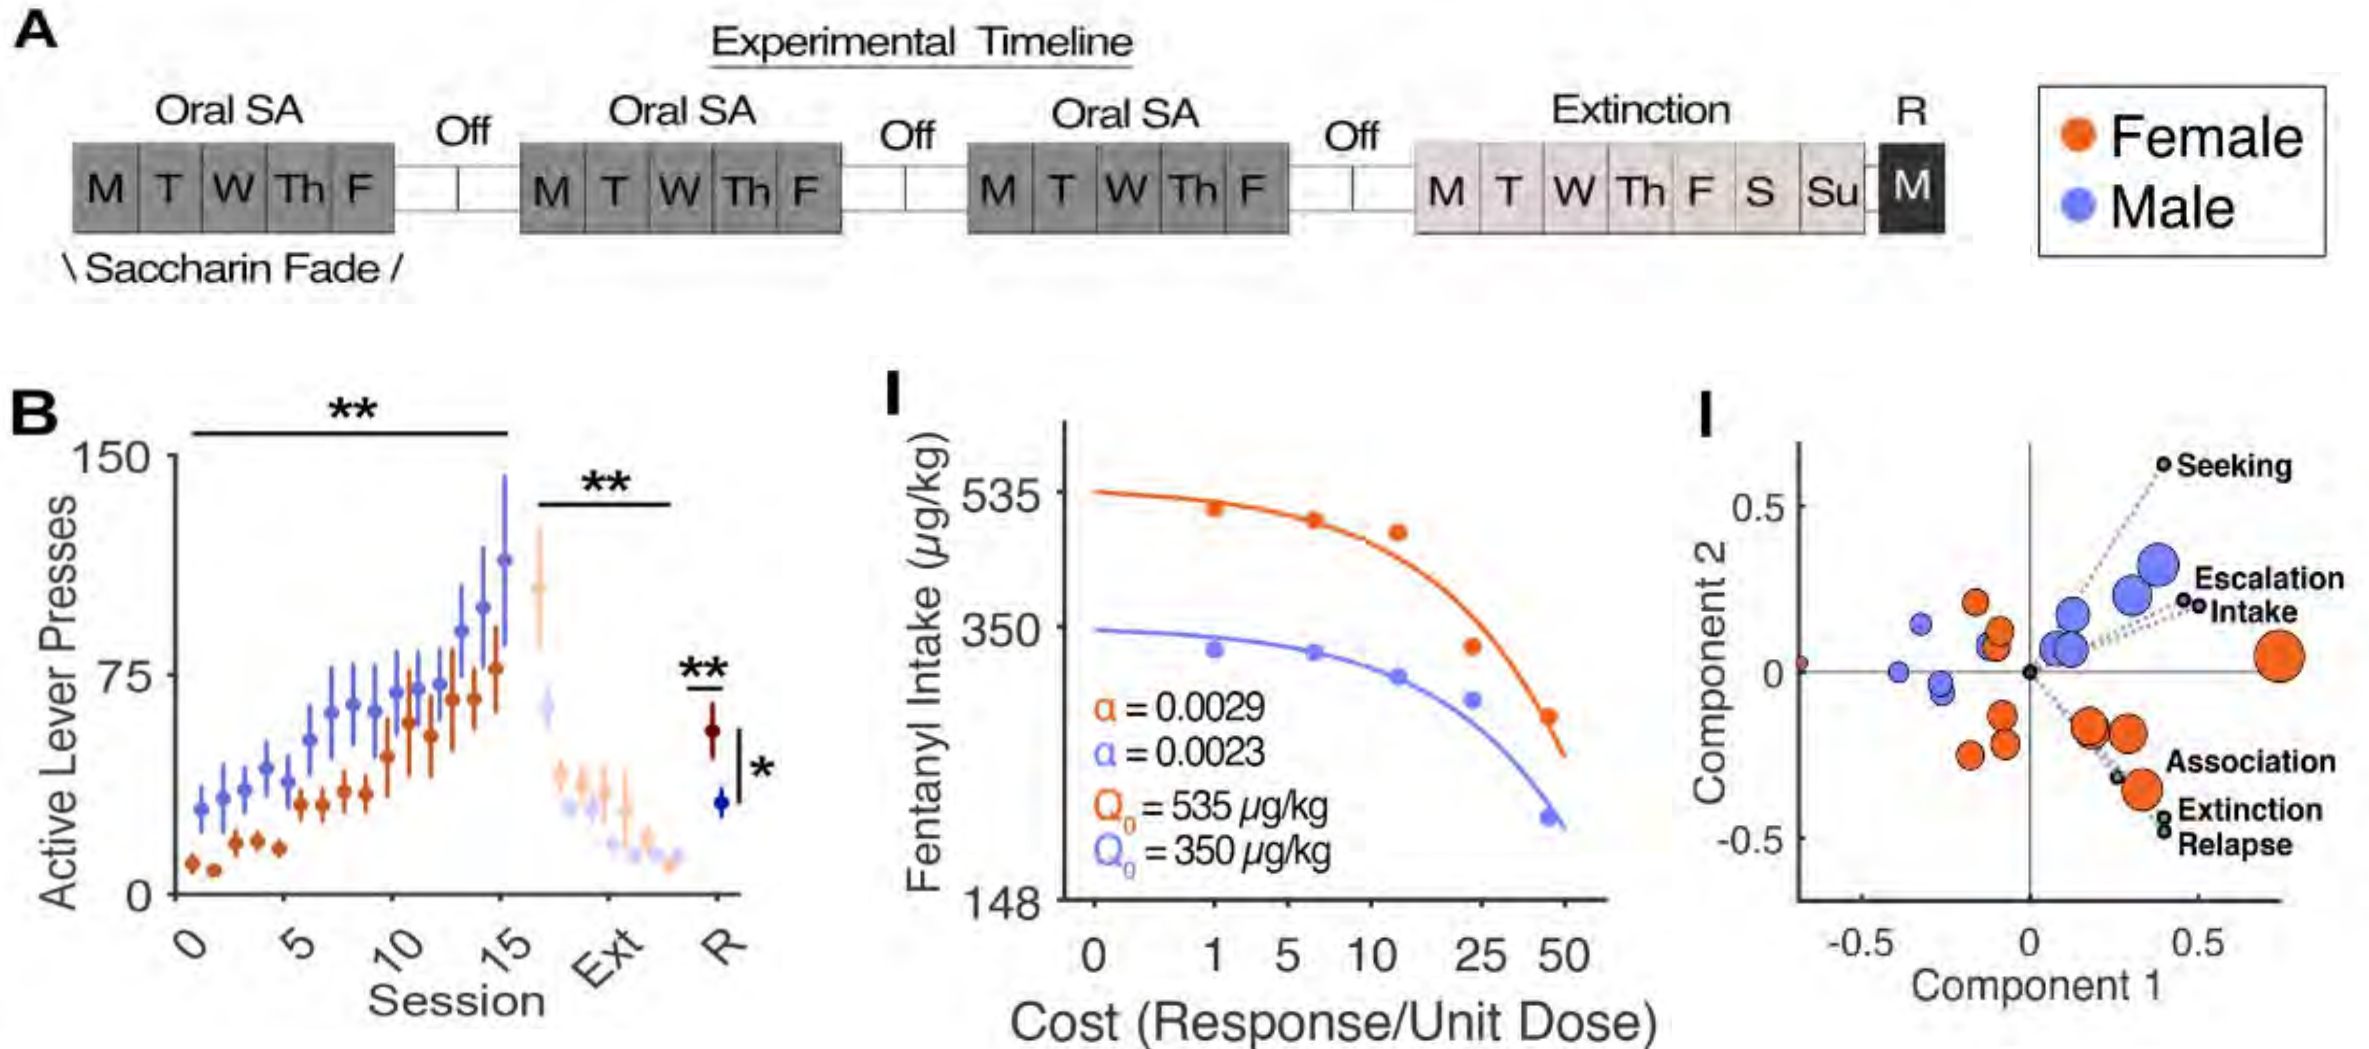 A
Experimental Timeline
Oral SA
Off
Oral SA
Off
Oral SA
Off
Extinction
R
M T W Th F
M T W Th F
M T W Th F
M T W Th F S Su
M
\ Saccharin Fade /
Female
Male
B
**
**
**
*
150
75
0
Active Lever Presses
0 5 10 15 Ext R
Session
I
Fentanyl Intake (µg/kg)
535
350
148
α = 0.0029
α = 0.0023
Q0 = 535 µg/kg
Q0 = 350 µg/kg
0 1 5 10 25 50
Cost (Response/Unit Dose)
I
Component 2
0.5
0
-0.5
Seeking
Escalation
Intake
Association
Extinction
Relapse
-0.5 0 0.5
Component 1